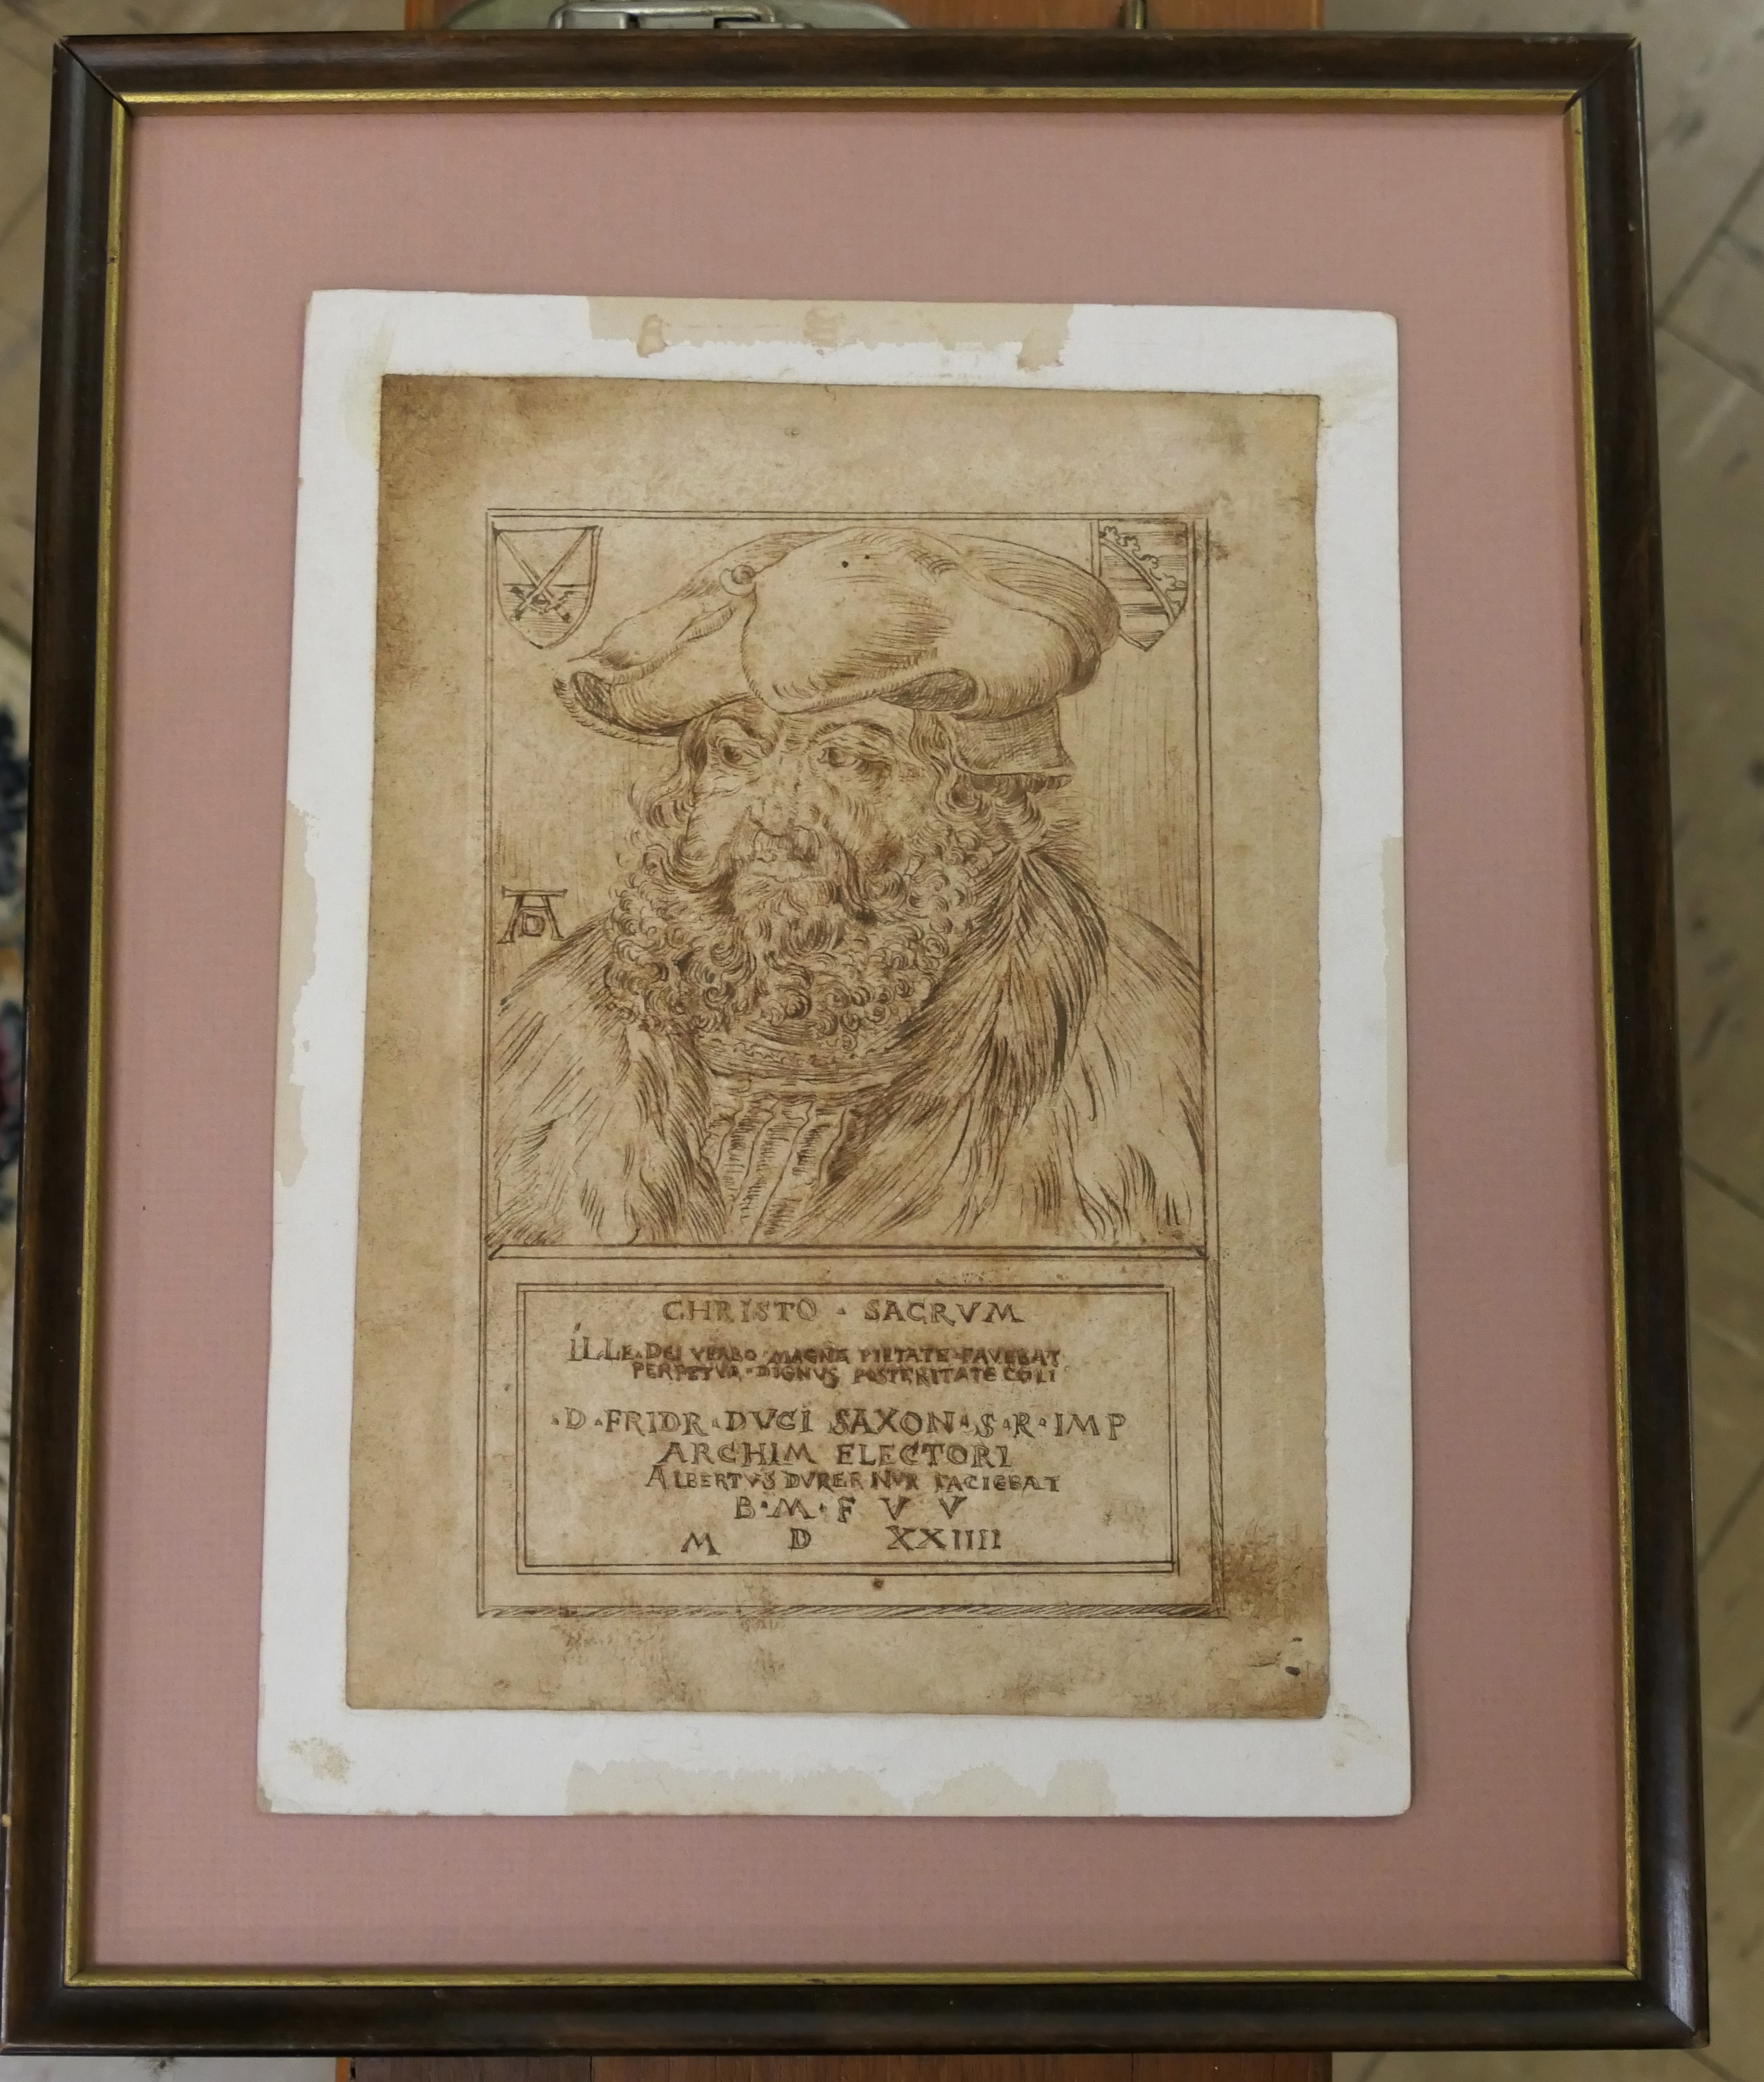 AD
CHRISTO · SACRVM
ILLE · DEI VERBO · MAGNA PIETATE · FAVEBAT
PERPETVA · DIGNVS POSTERITATE COLI
· D · FRIDR · DVCI SAXON · S · R · IMP
ARCHIM ELECTORI
ALBERTVS DVRER NVR FACIEBAT
B · M · F V V
M D XXIIII